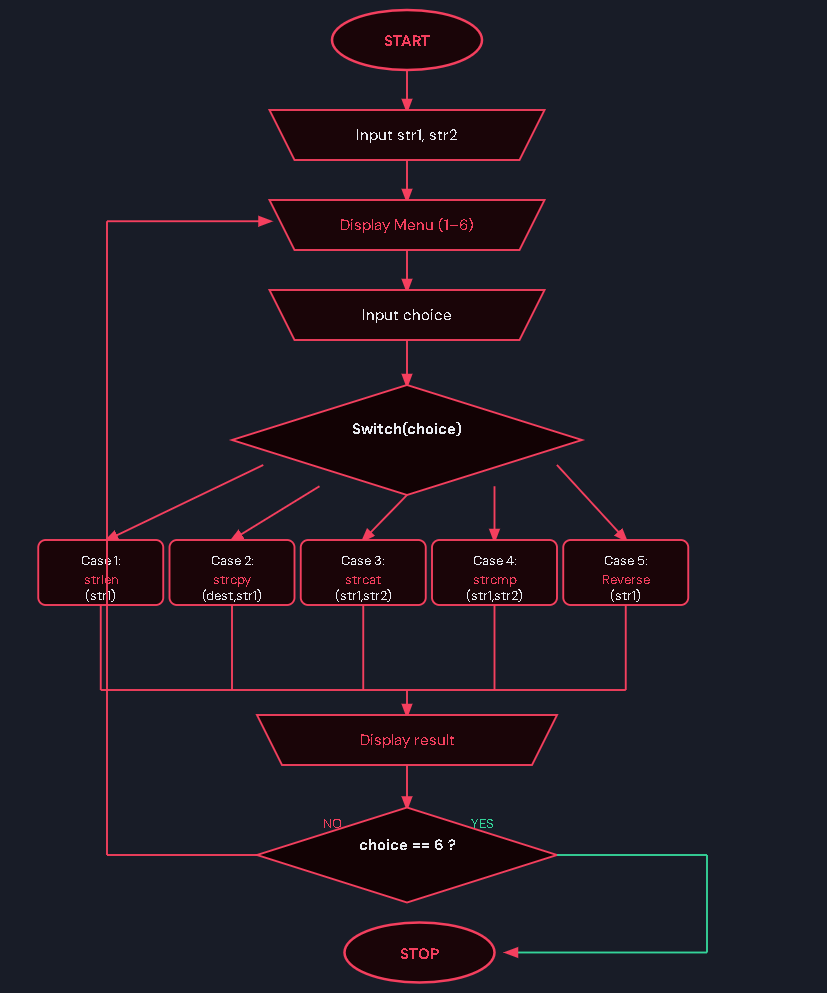 START
Input str1, str2
Display Menu (1–6)
Input choice
Switch(choice)
Case 1:
strlen
(str1)
Case 2:
strcpy
(dest,str1)
Case 3:
strcat
(str1,str2)
Case 4:
strcmp
(str1,str2)
Case 5:
Reverse
(str1)
Display result
NO
YES
choice == 6 ?
STOP